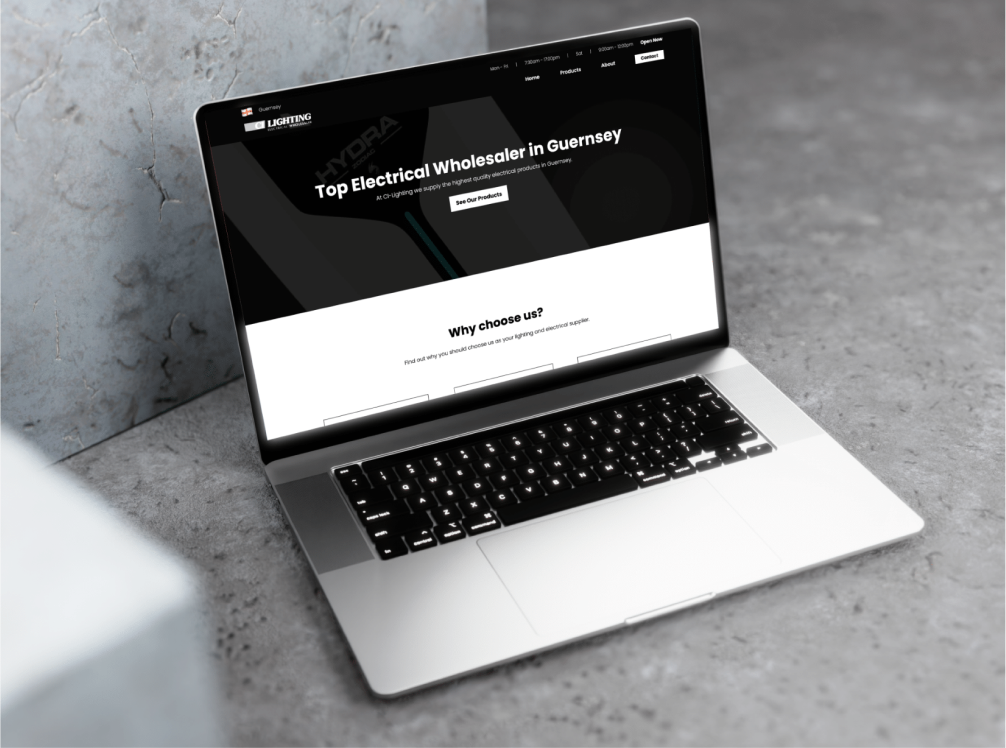 Mon - Fri | 7:30am - 17:00pm | Sat | 9:00am - 12:30pm Open Now
Home Products About Contact
Guernsey
LIGHTING
HYDRA
Top Electrical Wholesaler in Guernsey
At CI-Lighting we supply the highest quality electrical products in Guernsey.
See Our Products
Why choose us?
Find out why you should choose us as your lighting and electrical supplier.
Q W E R T Y U I O P
A S D F G H J K L
Z X C V B N M